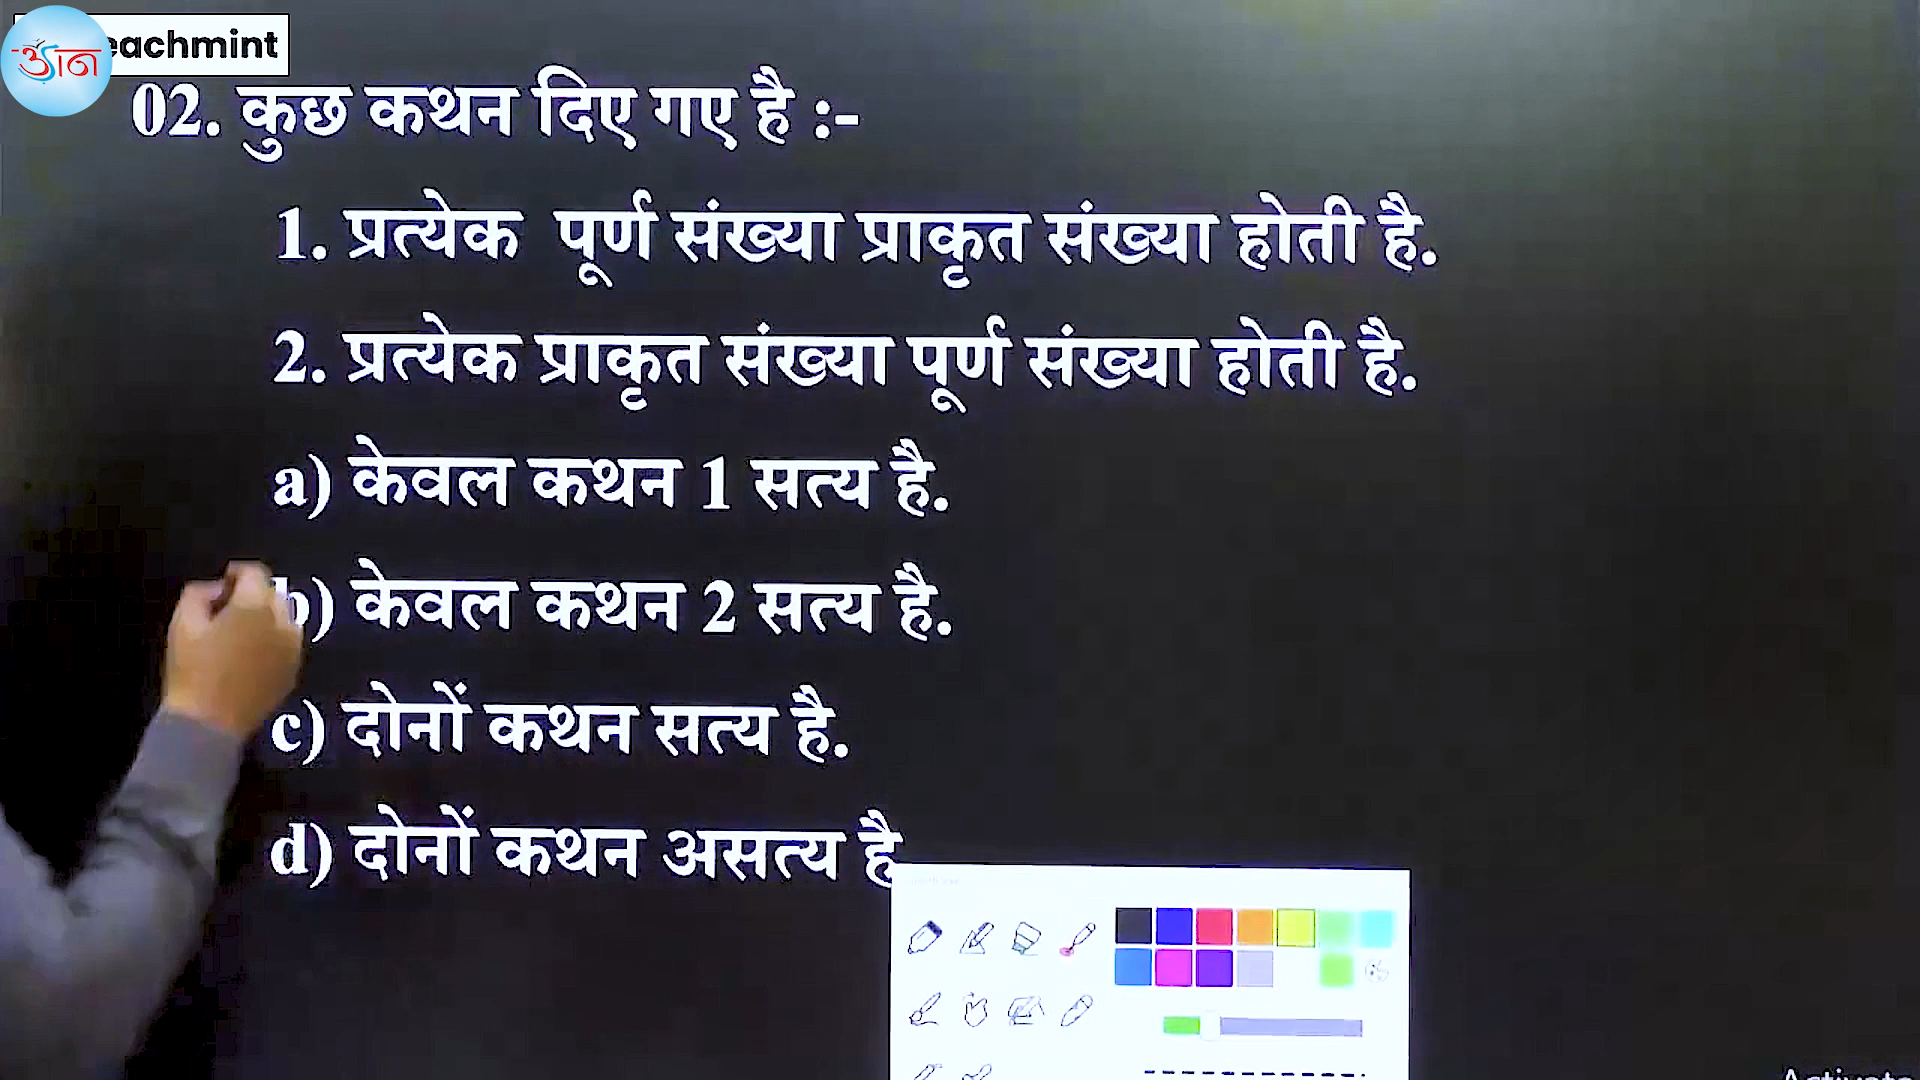 eachmint
आन
02. कुछ कथन दिए गए है :-
1. प्रत्येक पूर्ण संख्या प्राकृत संख्या होती है.
2. प्रत्येक प्राकृत संख्या पूर्ण संख्या होती है.
a) केवल कथन 1 सत्य है.
b) केवल कथन 2 सत्य है.
c) दोनों कथन सत्य है.
d) दोनों कथन असत्य है